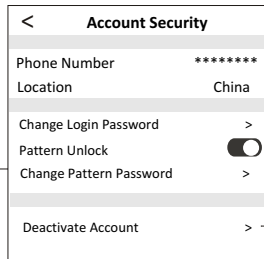 < Account Security
Phone Number ********
Location China
Change Login Password >
Pattern Unlock
Change Pattern Password >
Deactivate Account >